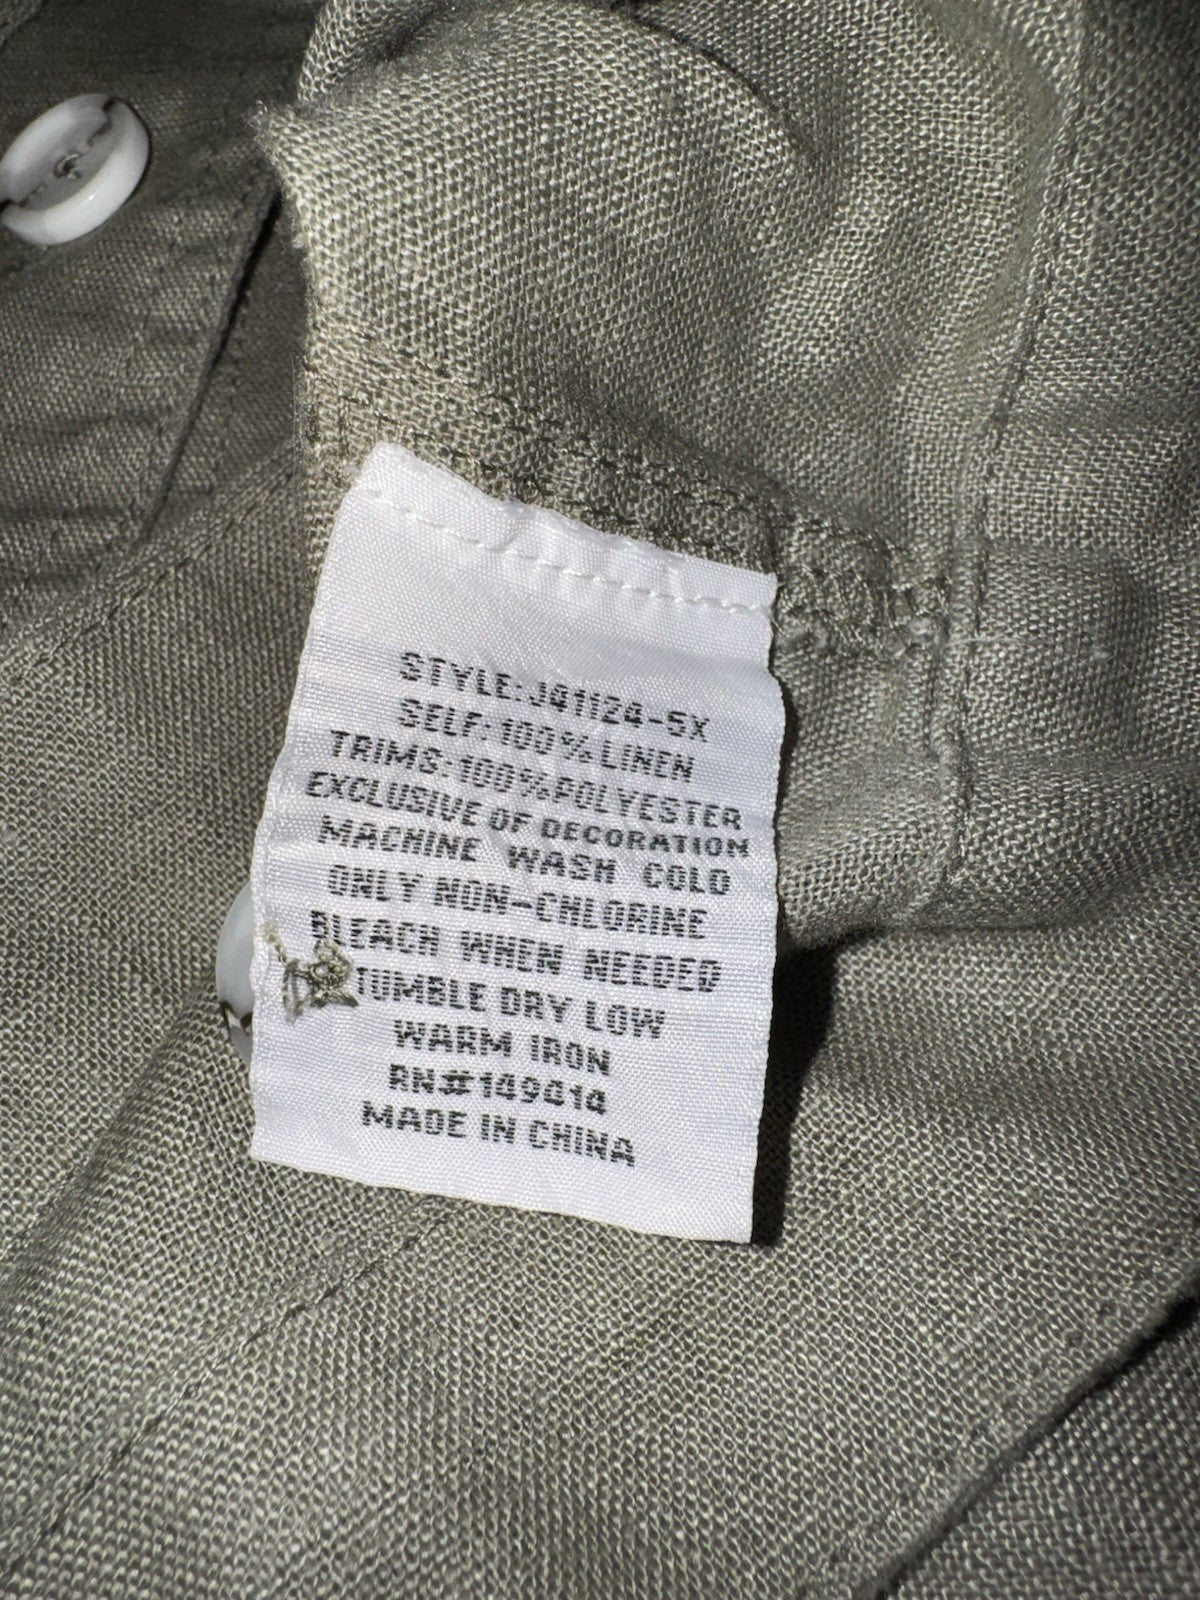 STYLE: J41124-5X
SELF: 100% LINEN
TRIMS: 100% POLYESTER
EXCLUSIVE OF DECORATION
MACHINE WASH COLD
ONLY NON-CHLORINE
BLEACH WHEN NEEDED
TUMBLE DRY LOW
WARM IRON
RN#149414
MADE IN CHINA